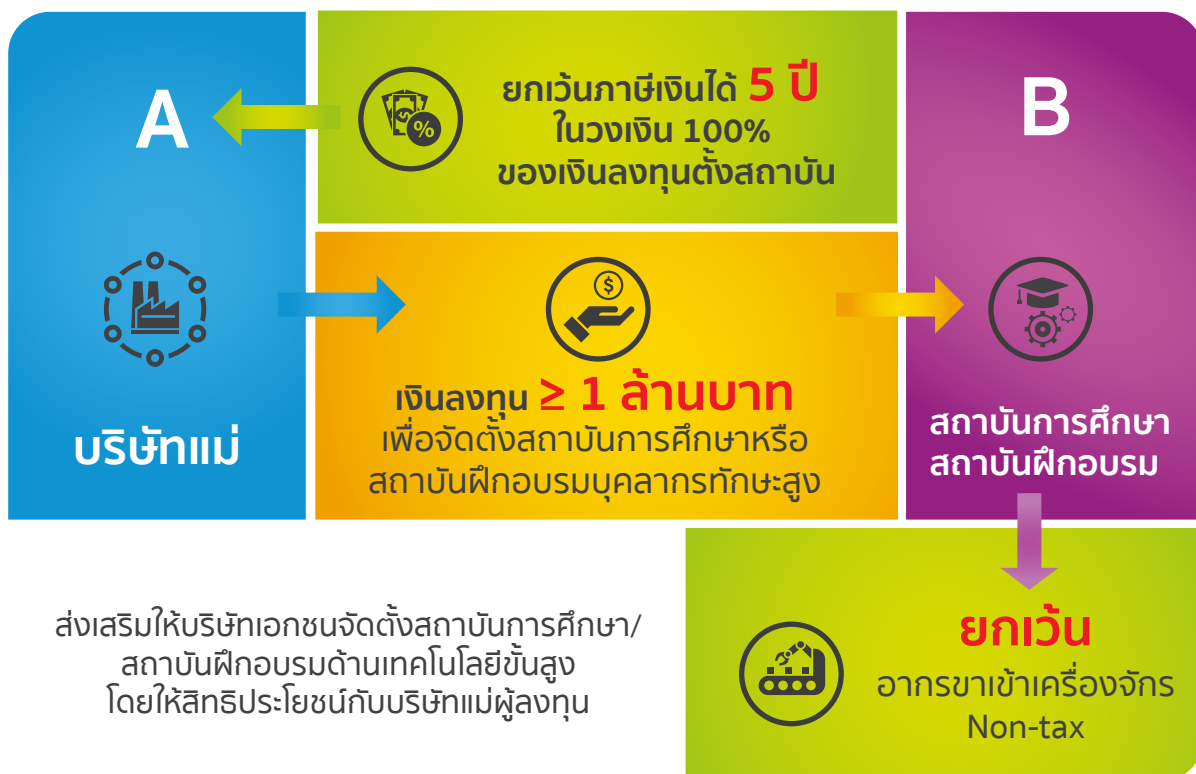 A
ยกเว้นภาษีเงินได้ 5 ปี
ในวงเงิน 100%
ของเงินลงทุนตั้งสถาบัน
B
บริษัทแม่
เงินลงทุน ≥ 1 ล้านบาท
เพื่อจัดตั้งสถาบันการศึกษาหรือ
สถาบันฝึกอบรมบุคลากรทักษะสูง
สถาบันการศึกษา
สถาบันฝึกอบรม
ส่งเสริมให้บริษัทเอกชนจัดตั้งสถาบันการศึกษา/
สถาบันฝึกอบรมด้านเทคโนโลยีขั้นสูง
โดยให้สิทธิประโยชน์กับบริษัทแม่ผู้ลงทุน
ยกเว้น
อากรขาเข้าเครื่องจักร
Non-tax